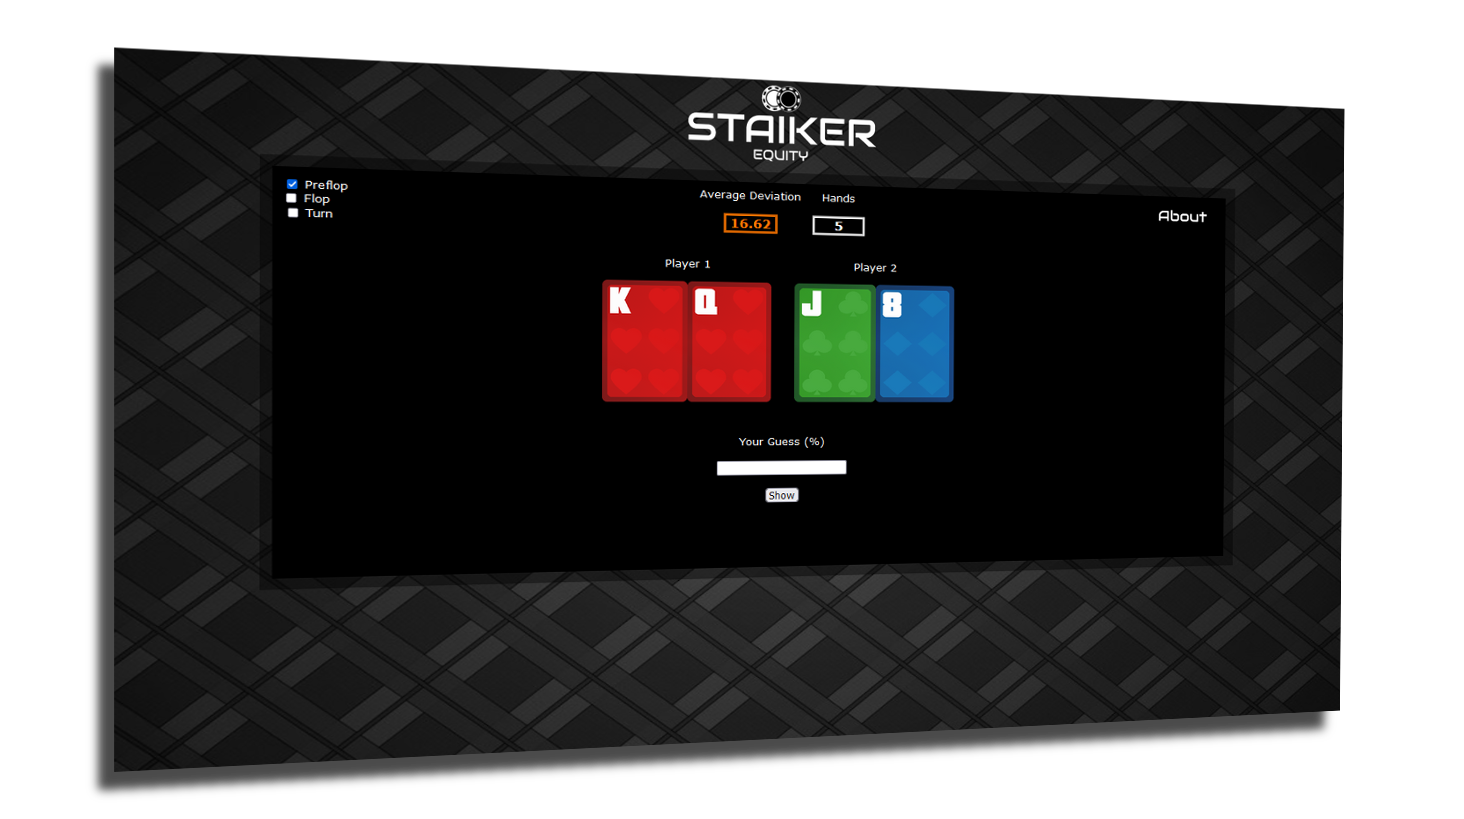 STAIKER
EQUITY
Preflop
Flop
Turn
Average Deviation Hands
16.62 5
About
Player 1 Player 2
K Q J 8
Your Guess (%)
Show